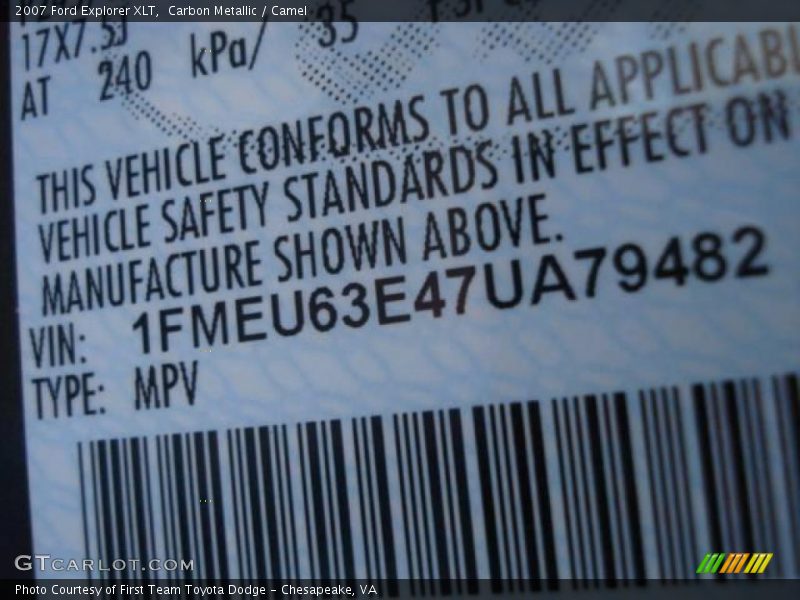 2007 Ford Explorer XLT,  Carbon Metallic / Camel
17X7.5J
AT 240 kPa/ 35
THIS VEHICLE CONFORMS TO ALL
VEHICLE SAFETY STANDARDS IN EFFECT ON
MANUFACTURE SHOWN ABOVE.
VIN: 1FMEU63E47UA79482
TYPE: MPV
GTCARLOT.COM
Photo Courtesy of First Team Toyota Dodge – Chesapeake, VA